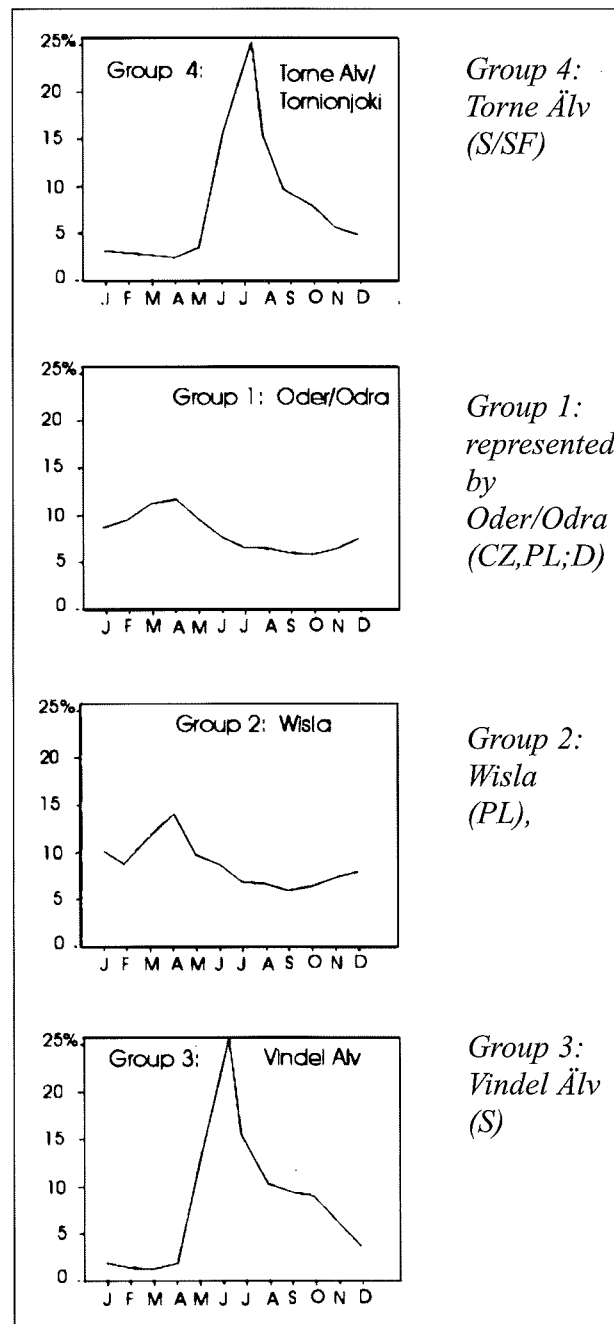 25%
Group 4: Torne Alv/
Tornionjoki
20
15
10
5
0
J F M A M J J A S O N D
Group 4:
Torne Älv
(S/SF)
25%
Group 1: Oder/Odra
20
15
10
5
0
J F M A M J J A S O N D
Group 1:
represented
by
Oder/Odra
(CZ,PL;D)
25%
Group 2: Wisla
20
15
10
5
0
J F M A M J J A S O N D
Group 2:
Wisla
(PL),
25%
Group 3: Vindel Alv
20
15
10
5
0
J F M A M J J A S O N D
Group 3:
Vindel Älv
(S)